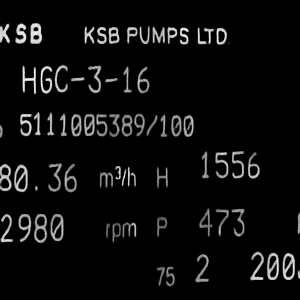 KSB KSB PUMPS LTD
HGC-3-16
5111005389/100
80.36 m³/h H 1556
2980 rpm P 473
75 2 200